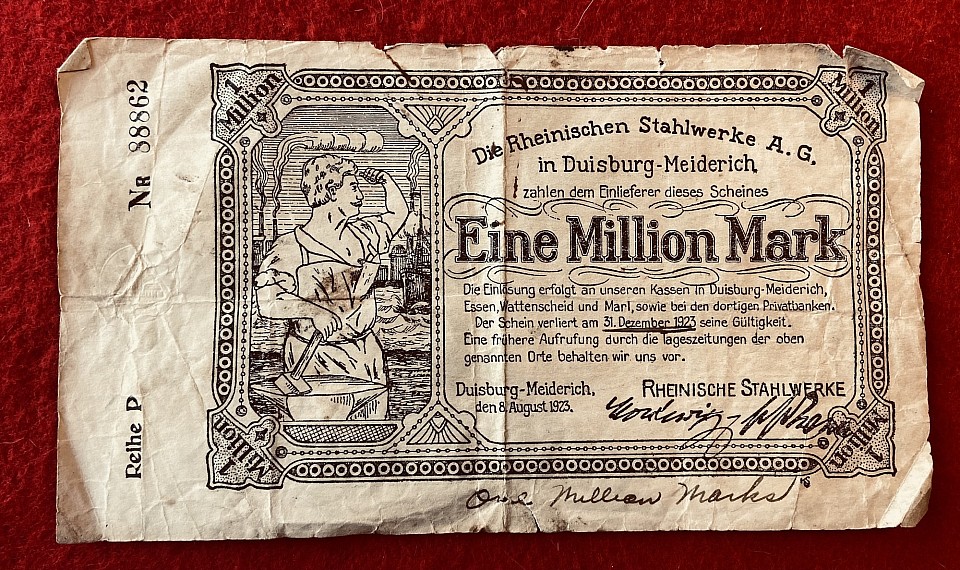 Nr 88862
Reihe P
1 Million
1 Million
Die Rheinischen Stahlwerke A.G.
in Duisburg-Meiderich
zahlen dem Einlieferer dieses Scheines
Eine Million Mark
Die Einlösung erfolgt an unseren Kassen in Duisburg-Meiderich,
Essen, Wattenscheid und Marl, sowie bei den dortigen Privatbanken.
Der Schein verliert am 31. Dezember 1923 seine Gültigkeit.
Eine frühere Aufrufung durch die Tageszeitungen der oben
genannten Orte behalten wir uns vor.
Duisburg-Meiderich,
den 8. August 1923.
RHEINISCHE STAHLWERKE
Million 1
Million 1
One Million Marks